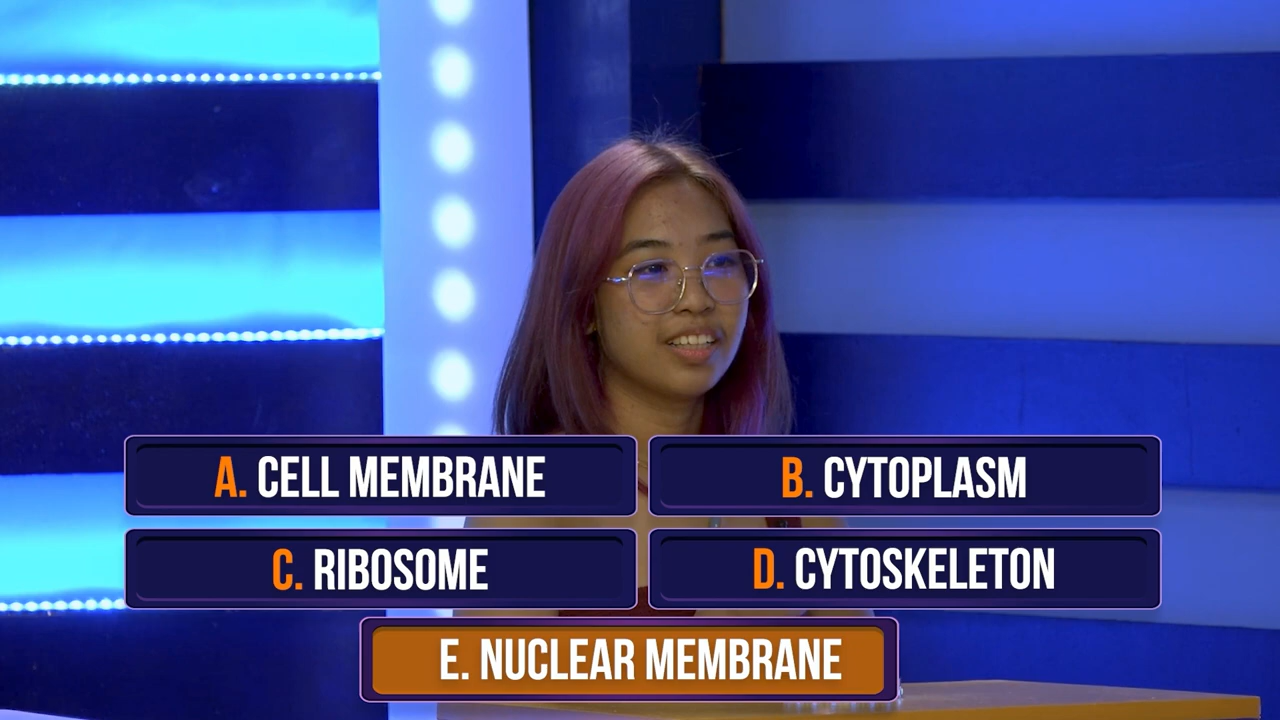 A. CELL MEMBRANE
B. CYTOPLASM
C. RIBOSOME
D. CYTOSKELETON
E. NUCLEAR MEMBRANE